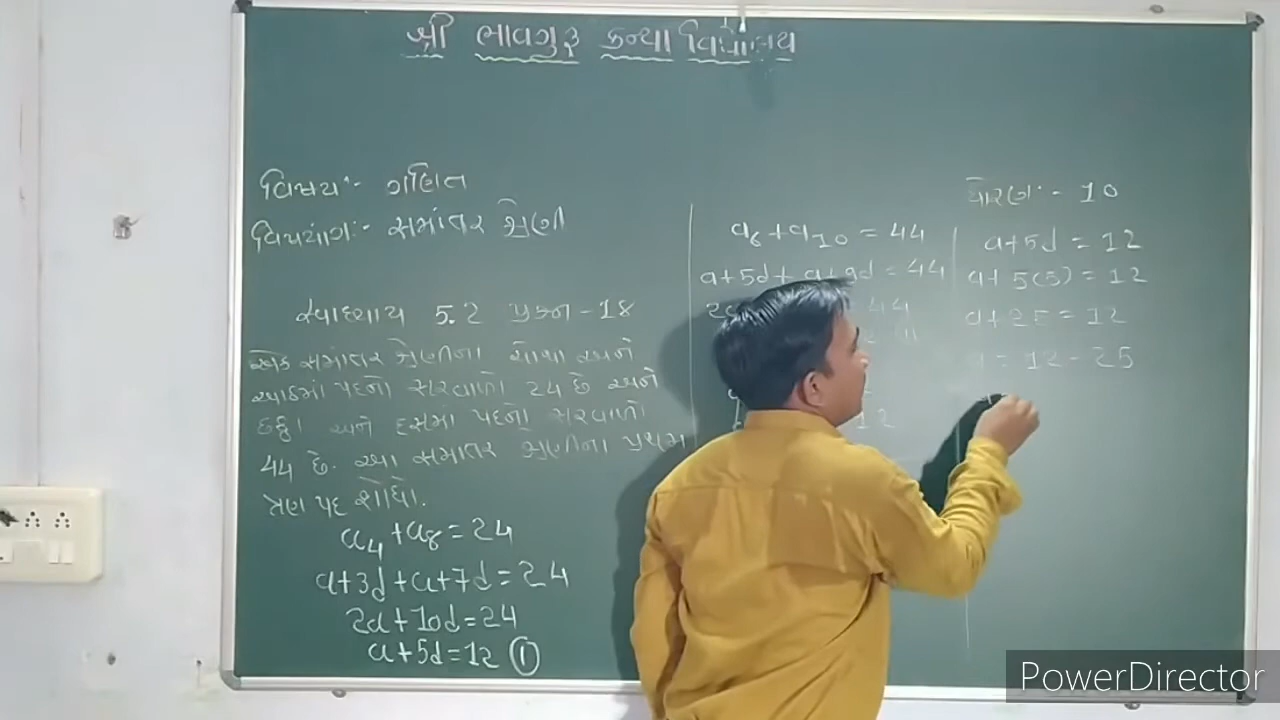 શ્રી ભાવગુરુ કન્યા વિદ્યાલય
વિષય:- ગણિત
વિષયાંગ:- સમાંતર શ્રેણી
ધોરણ:- 10
સ્વાધ્યાય 5.2 પ્રશ્ન - 18
એક સમાંતર શ્રેણીના ચોથા અને
આઠમાં પદનો સરવાળો 24 છે અને
છઠ્ઠા અને દસમા પદનો સરવાળો
44 છે. આ સમાંતર શ્રેણીના પ્રથમ
ત્રણ પદ શોધો.
a₄ + a₈ = 24
a+3d+a+7d=24
2a+10d=24
a+5d=12 ①
a₆ + a₁₀ = 44
a+5d+a+9d=44
44
12
a+5d = 12
a+5(5) = 12
a+25 = 12
a = 12-25
PowerDirector